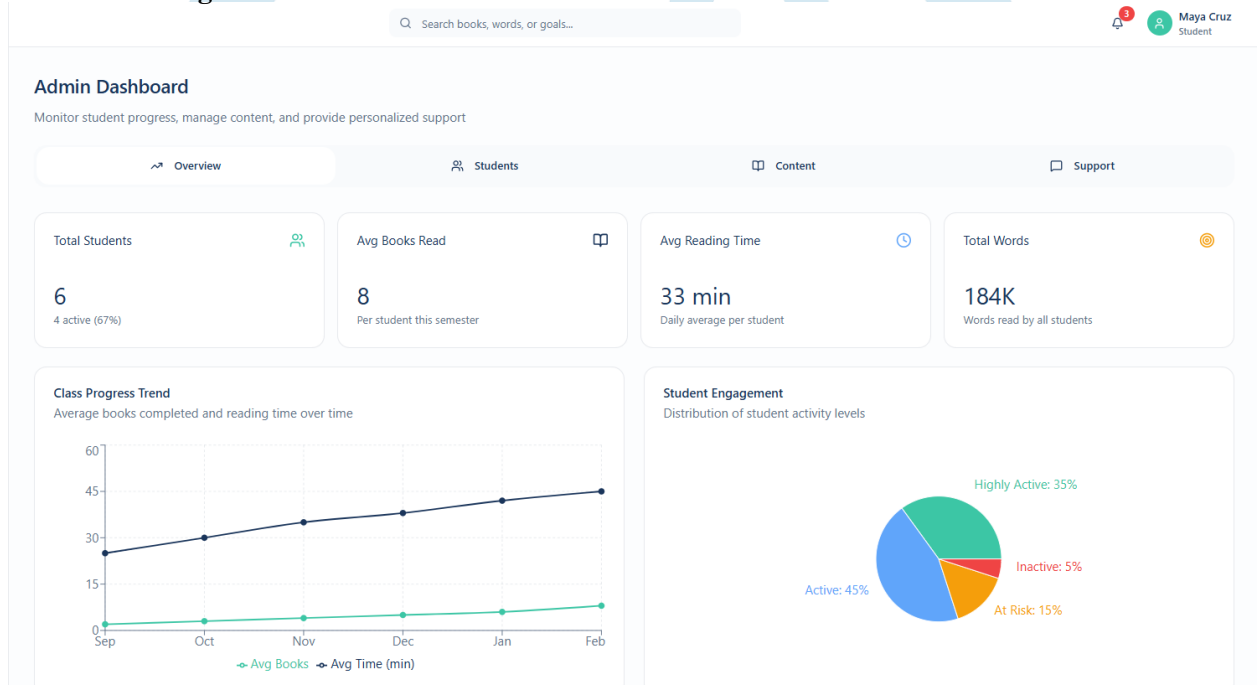 Search books, words, or goals...
3
Maya Cruz
Student
Admin Dashboard
Monitor student progress, manage content, and provide personalized support
Overview
Students
Content
Support
Total Students
6
4 active (67%)
Avg Books Read
8
Per student this semester
Avg Reading Time
33 min
Daily average per student
Total Words
184K
Words read by all students
Class Progress Trend
Average books completed and reading time over time
60
45
30
15
0
Sep Oct Nov Dec Jan Feb
Avg Books Avg Time (min)
Student Engagement
Distribution of student activity levels
Highly Active: 35%
Inactive: 5%
Active: 45%
At Risk: 15%